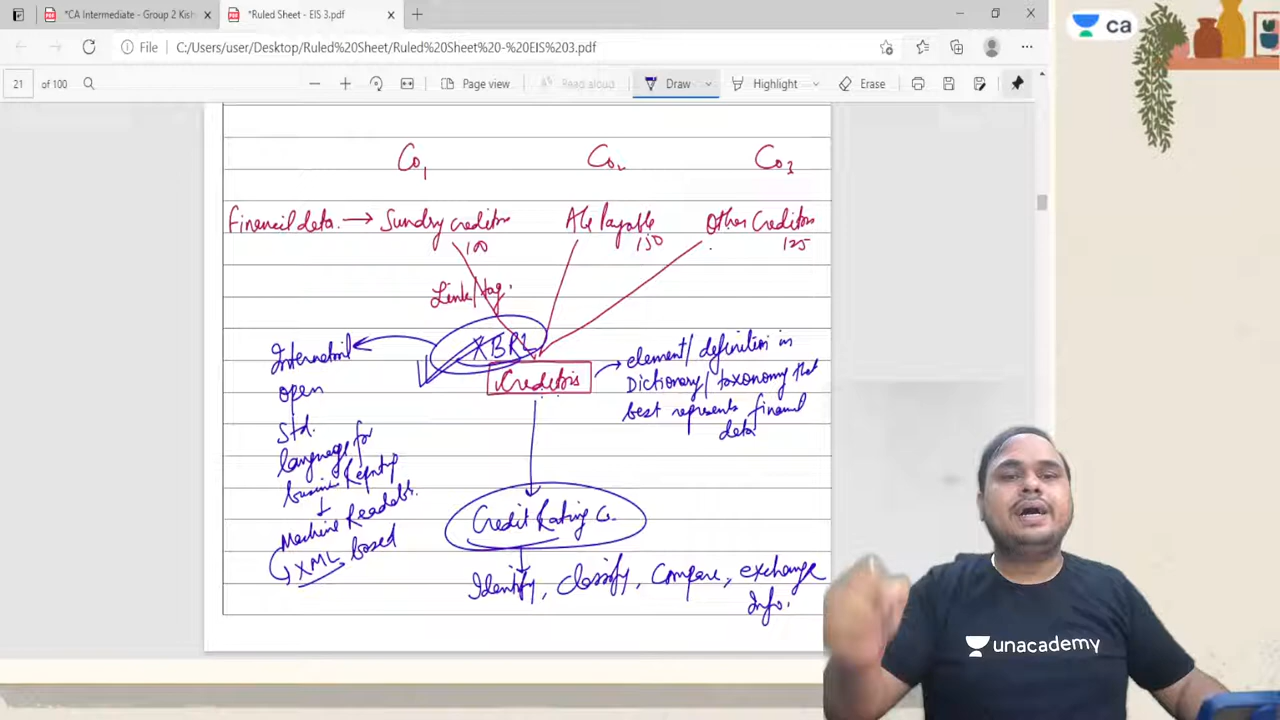 *CA Intermediate - Group 2 Kish
*Ruled Sheet - EIS 3.pdf
File
C:/Users/user/Desktop/Ruled%20Sheet/Ruled%20Sheet%20-%20EIS%203.pdf
ca
21 of 100
Page view
Read aloud
Draw
Highlight
Erase
Co1
Co2
Co3
Financial data
Sundry creditors
A/c Payable
Other Creditors
100
150
125
Link/tag.
XBRL
Creditors
International
open
Std.
language for
business Reporting
Machine Readable.
XML based
element/definition in
Dictionary/taxonomy that
best represents financial
data
Credit Rating Co.
Identify, classify, Compare, exchange
Info.
unacademy